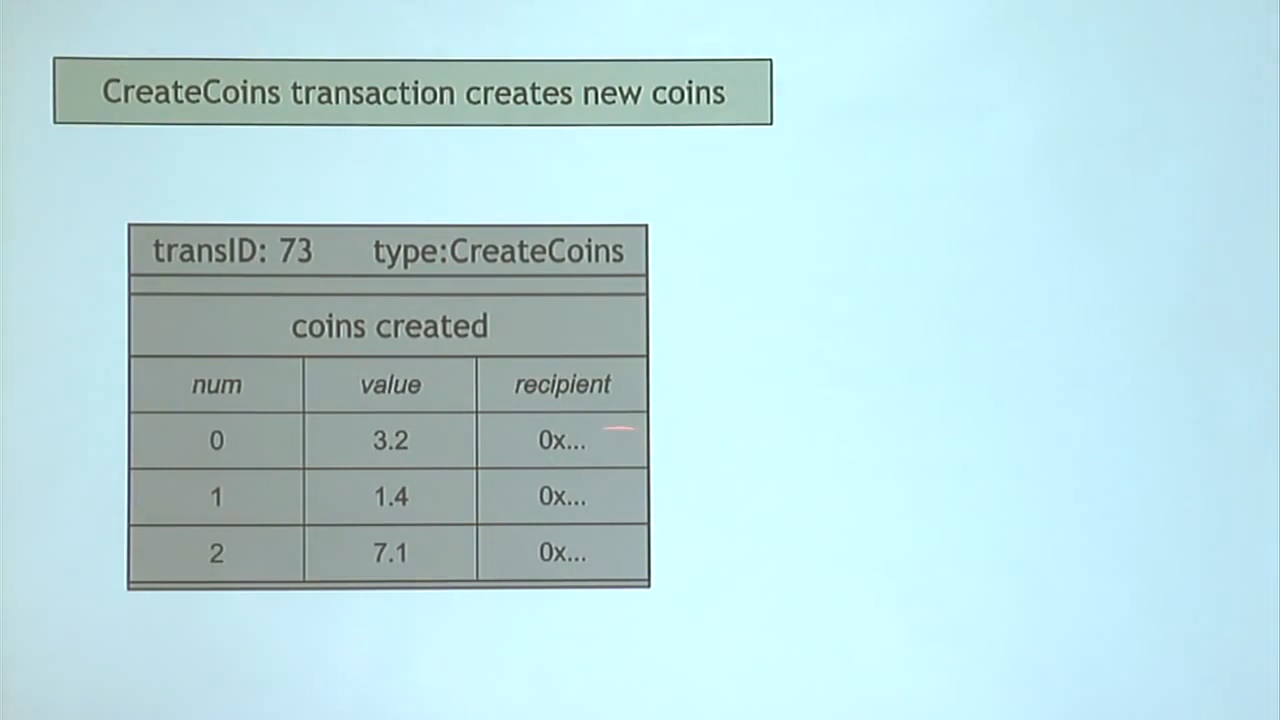 CreateCoins transaction creates new coins
transID: 73 type:CreateCoins
coins created
num value recipient
0 3.2 0x...
1 1.4 0x...
2 7.1 0x...